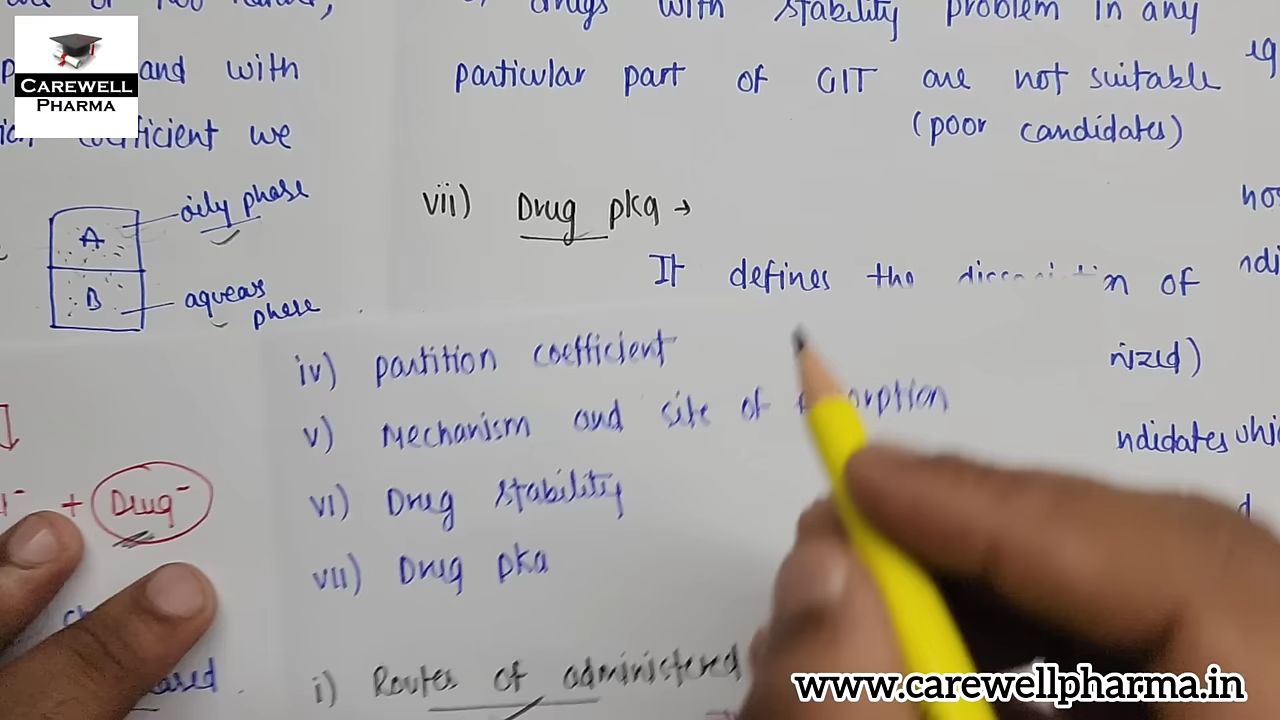 drugs with stability problem in any
particular part of GIT are not suitable
(poor candidates)
and with
coefficient we
CAREWELL
PHARMA
A
oily phase
B
aqueous
phase
vii) Drug pka →
It defines the of
iv) partition coefficient
v) Mechanism and site of
vi) Drug stability
vii) Drug pka
i) Routes of administered
+ Drug⁻
www.carewellpharma.in